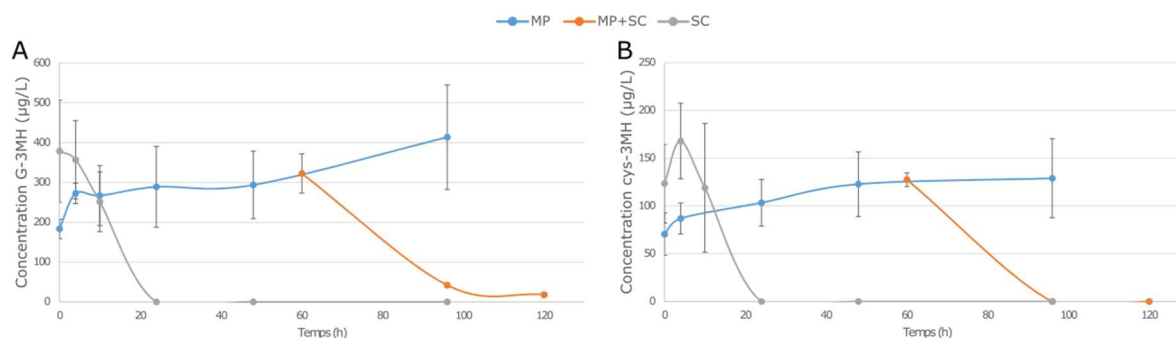 MP MP+SC SC
A
Concentration G-3MH (µg/L)
600
500
400
300
200
100
0
0 20 40 60 80 100 120
Temps (h)
B
Concentration cys-3MH (µg/L)
250
200
150
100
50
0
0 20 40 60 80 100 120
Temps (h)